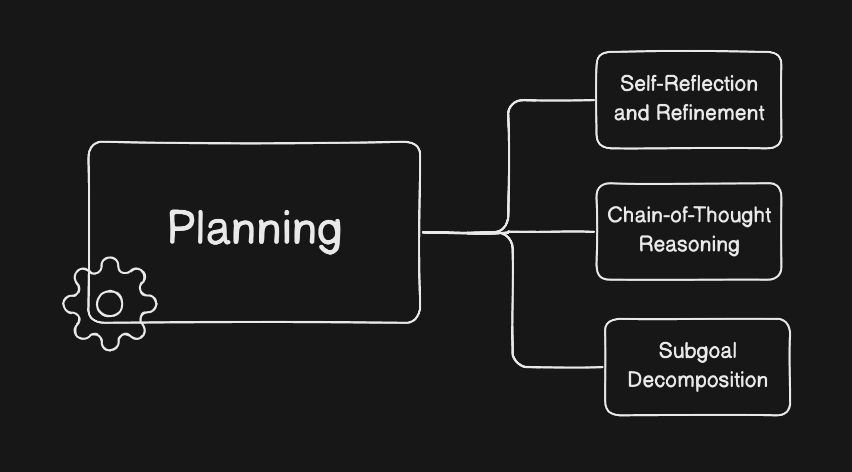 Planning
Self-Reflection
and Refinement
Chain-of-Thought
Reasoning
Subgoal
Decomposition